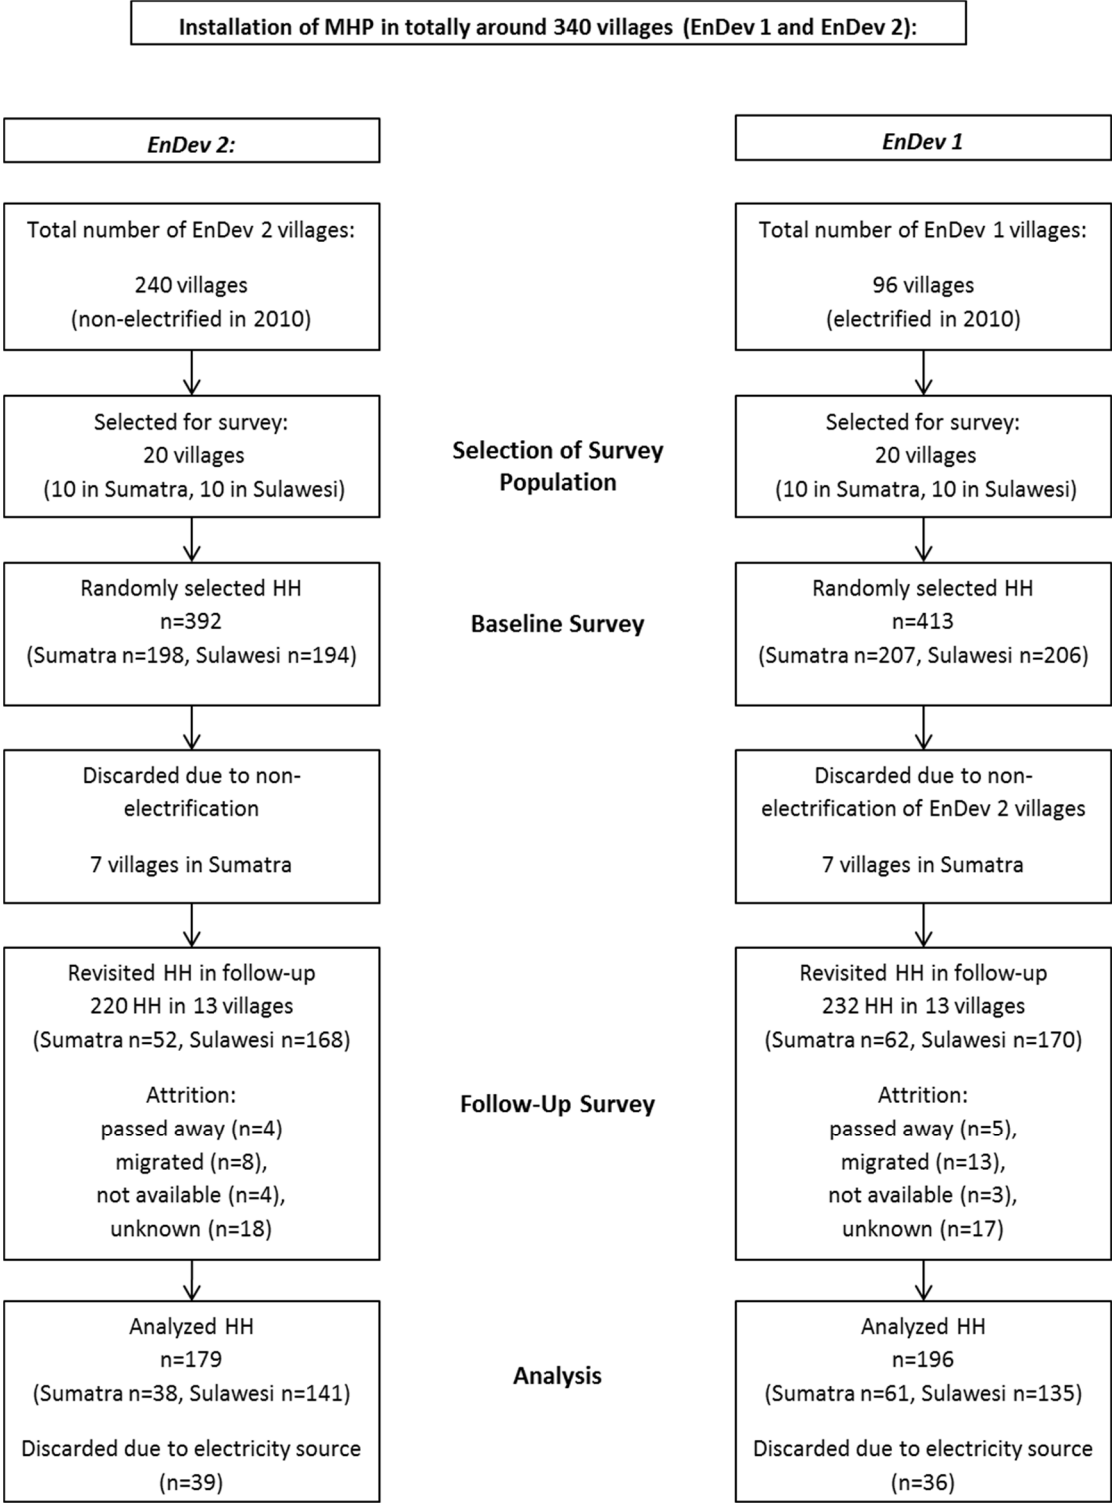 Installation of MHP in totally around 340 villages (EnDev 1 and EnDev 2):
EnDev 2:
EnDev 1
Total number of EnDev 2 villages:
240 villages
(non-electrified in 2010)
Total number of EnDev 1 villages:
96 villages
(electrified in 2010)
Selected for survey:
20 villages
(10 in Sumatra, 10 in Sulawesi)
Selection of Survey
Population
Selected for survey:
20 villages
(10 in Sumatra, 10 in Sulawesi)
Randomly selected HH
n=392
(Sumatra n=198, Sulawesi n=194)
Baseline Survey
Randomly selected HH
n=413
(Sumatra n=207, Sulawesi n=206)
Discarded due to non-
electrification
7 villages in Sumatra
Discarded due to non-
electrification of EnDev 2 villages
7 villages in Sumatra
Revisited HH in follow-up
220 HH in 13 villages
(Sumatra n=52, Sulawesi n=168)
Attrition:
passed away (n=4)
migrated (n=8),
not available (n=4),
unknown (n=18)
Follow-Up Survey
Revisited HH in follow-up
232 HH in 13 villages
(Sumatra n=62, Sulawesi n=170)
Attrition:
passed away (n=5),
migrated (n=13),
not available (n=3),
unknown (n=17)
Analyzed HH
n=179
(Sumatra n=38, Sulawesi n=141)
Discarded due to electricity source
(n=39)
Analysis
Analyzed HH
n=196
(Sumatra n=61, Sulawesi n=135)
Discarded due to electricity source
(n=36)